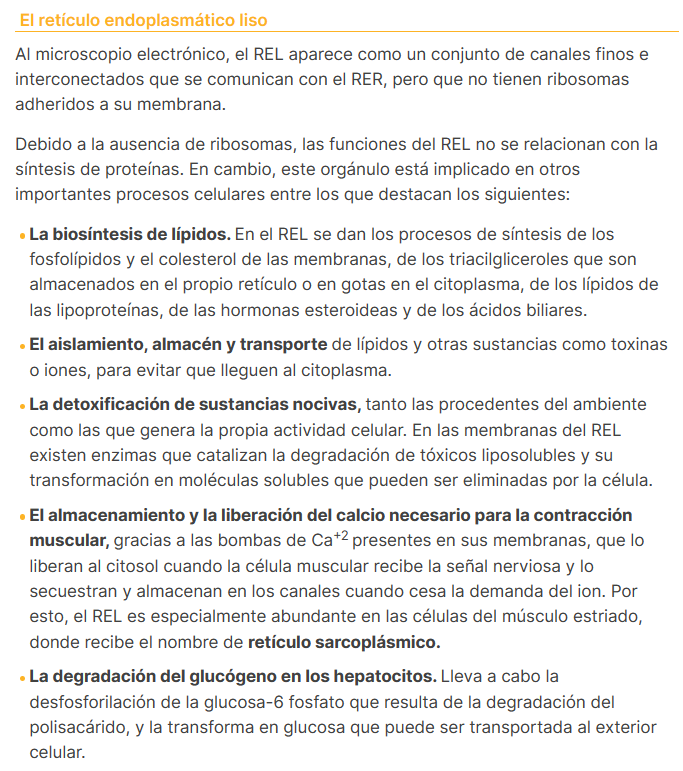 El retículo endoplasmático liso
Al microscopio electrónico, el REL aparece como un conjunto de canales finos e
interconectados que se comunican con el RER, pero que no tienen ribosomas
adheridos a su membrana.
Debido a la ausencia de ribosomas, las funciones del REL no se relacionan con la
síntesis de proteínas. En cambio, este orgánulo está implicado en otros
importantes procesos celulares entre los que destacan los siguientes:
• La biosíntesis de lípidos. En el REL se dan los procesos de síntesis de los
fosfolípidos y el colesterol de las membranas, de los triacilgliceroles que son
almacenados en el propio retículo o en gotas en el citoplasma, de los lípidos de
las lipoproteínas, de las hormonas esteroideas y de los ácidos biliares.
• El aislamiento, almacén y transporte de lípidos y otras sustancias como toxinas
o iones, para evitar que lleguen al citoplasma.
• La detoxificación de sustancias nocivas, tanto las procedentes del ambiente
como las que genera la propia actividad celular. En las membranas del REL
existen enzimas que catalizan la degradación de tóxicos liposolubles y su
transformación en moléculas solubles que pueden ser eliminadas por la célula.
• El almacenamiento y la liberación del calcio necesario para la contracción
muscular, gracias a las bombas de Ca+2 presentes en sus membranas, que lo
liberan al citosol cuando la célula muscular recibe la señal nerviosa y lo
secuestran y almacenan en los canales cuando cesa la demanda del ion. Por
esto, el REL es especialmente abundante en las células del músculo estriado,
donde recibe el nombre de retículo sarcoplásmico.
• La degradación del glucógeno en los hepatocitos. Lleva a cabo la
desfosforilación de la glucosa-6 fosfato que resulta de la degradación del
polisacárido, y la transforma en glucosa que puede ser transportada al exterior
celular.